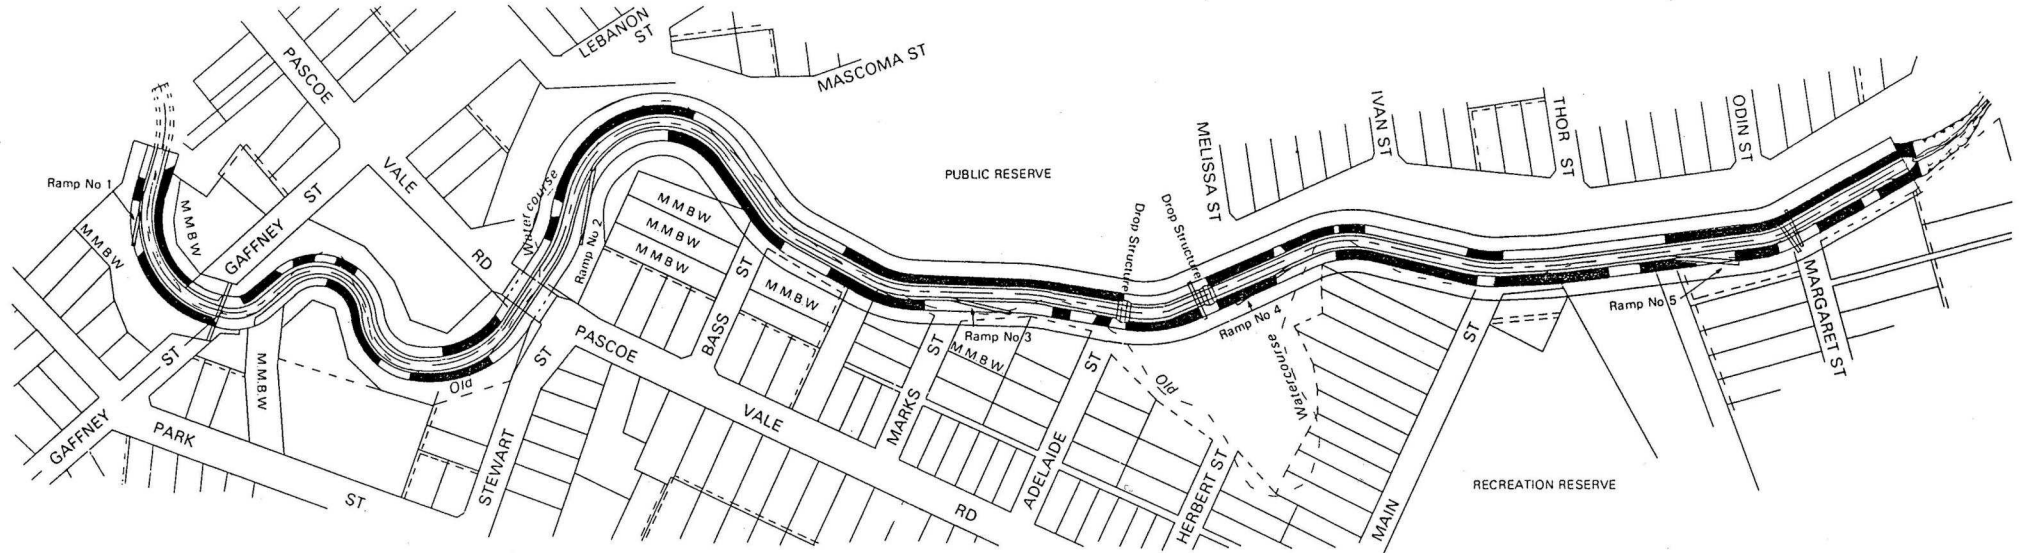 PASCOE
LEBANON
ST
MASCOMA ST
Ramp No 1
M M B W
M.M.B.W
GAFFNEY
ST
VALE
RD
Watercourse
Ramp No 2
M M B W
M.M.B.W
M M B W
PUBLIC RESERVE
Drop Structure
Drop Structure
MELISSA ST
IVAN ST
THOR ST
ODIN ST
GAFFNEY
ST
PARK
ST
M.M.B.W
Old
STEWART
ST
PASCOE
VALE
RD
BASS
ST
M M B W
MARKS
ST
Ramp No 3
M M B W
ADELAIDE
ST
Old
Watercourse
Ramp No 4
HERBERT ST
MAIN
ST
Ramp No 5
MARGARET ST
RECREATION RESERVE